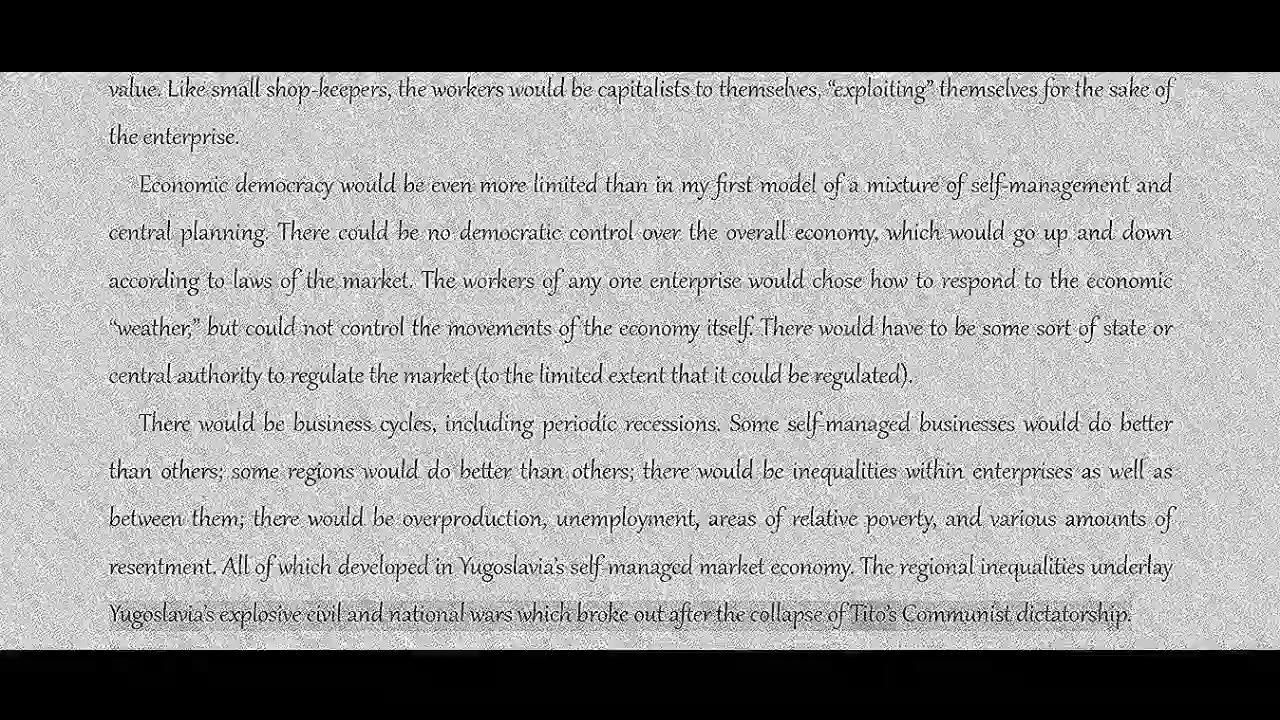 value. Like small shop-keepers, the workers would be capitalists to themselves, “exploiting” themselves for the sake of
the enterprise.
Economic democracy would be even more limited than in my first model of a mixture of self-management and
central planning. There could be no democratic control over the overall economy, which would go up and down
according to laws of the market. The workers of any one enterprise would chose how to respond to the economic
“weather,” but could not control the movements of the economy itself. There would have to be some sort of state or
central authority to regulate the market (to the limited extent that it could be regulated).
There would be business cycles, including periodic recessions. Some self-managed businesses would do better
than others; some regions would do better than others; there would be inequalities within enterprises as well as
between them; there would be overproduction, unemployment, areas of relative poverty, and various amounts of
resentment. All of which developed in Yugoslavia’s self-managed market economy. The regional inequalities underlay
Yugoslavia’s explosive civil and national wars which broke out after the collapse of Tito’s Communist dictatorship.